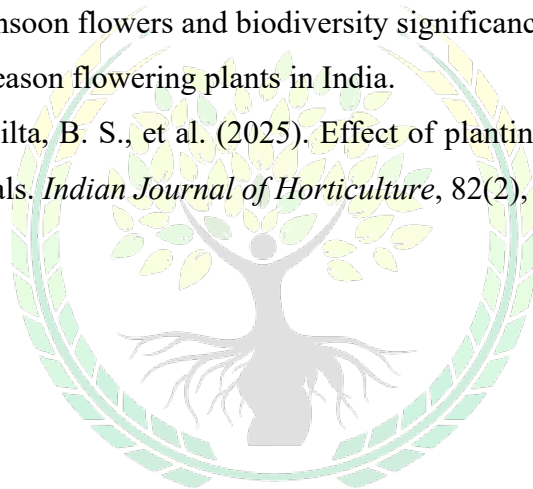 nsoon flowers and biodiversity significanc
eason flowering plants in India.
ilta, B. S., et al. (2025). Effect of plantin
als. Indian Journal of Horticulture, 82(2),